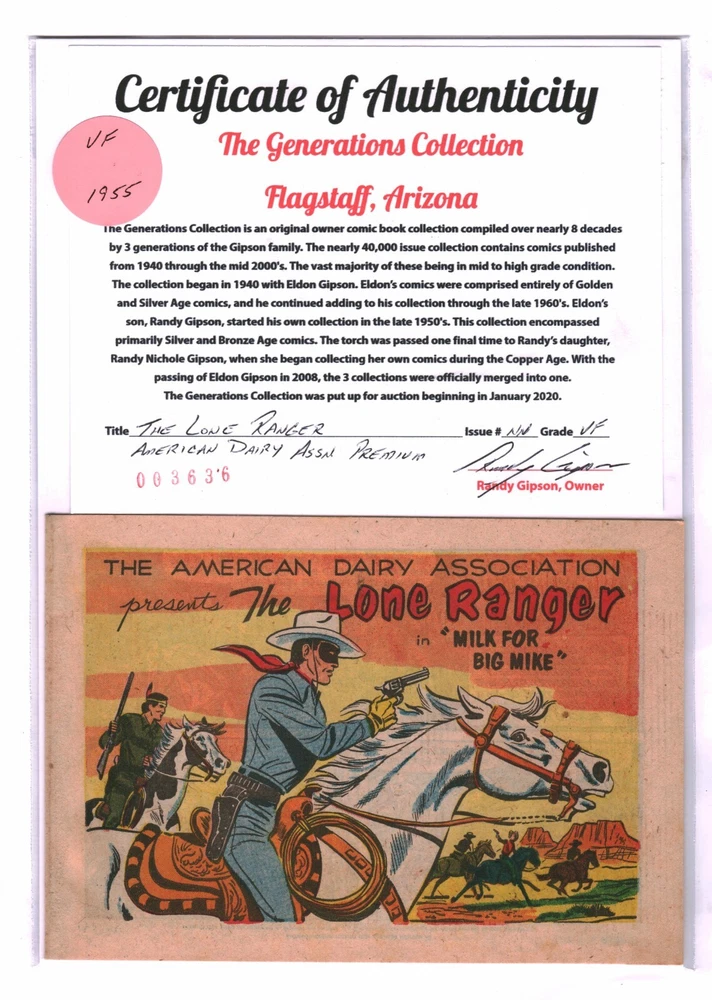 Certificate of Authenticity
The Generations Collection
Flagstaff, Arizona
VF
1955
The Generations Collection is an original owner comic book collection compiled over nearly 8 decades
by 3 generations of the Gipson family. The nearly 40,000 issue collection contains comics published
from 1940 through the mid 2000's. The vast majority of these being in mid to high grade condition.
The collection began in 1940 with Eldon Gipson. Eldon's comics were comprised entirely of Golden
and Silver Age comics, and he continued adding to his collection through the late 1960's. Eldon's
son, Randy Gipson, started his own collection in the late 1950's. This collection encompassed
primarily Silver and Bronze Age comics. The torch was passed one final time to Randy's daughter,
Randy Nichole Gipson, when she began collecting her own comics during the Copper Age. With the
passing of Eldon Gipson in 2008, the 3 collections were officially merged into one.
The Generations Collection was put up for auction beginning in January 2020.
Title THE LONE RANGER Issue # NN Grade VF
AMERICAN DAIRY ASSN PREMIUM
003636
Randy Gipson
Randy Gipson, Owner
THE AMERICAN DAIRY ASSOCIATION
presents The Lone Ranger
in "MILK FOR
BIG MIKE"